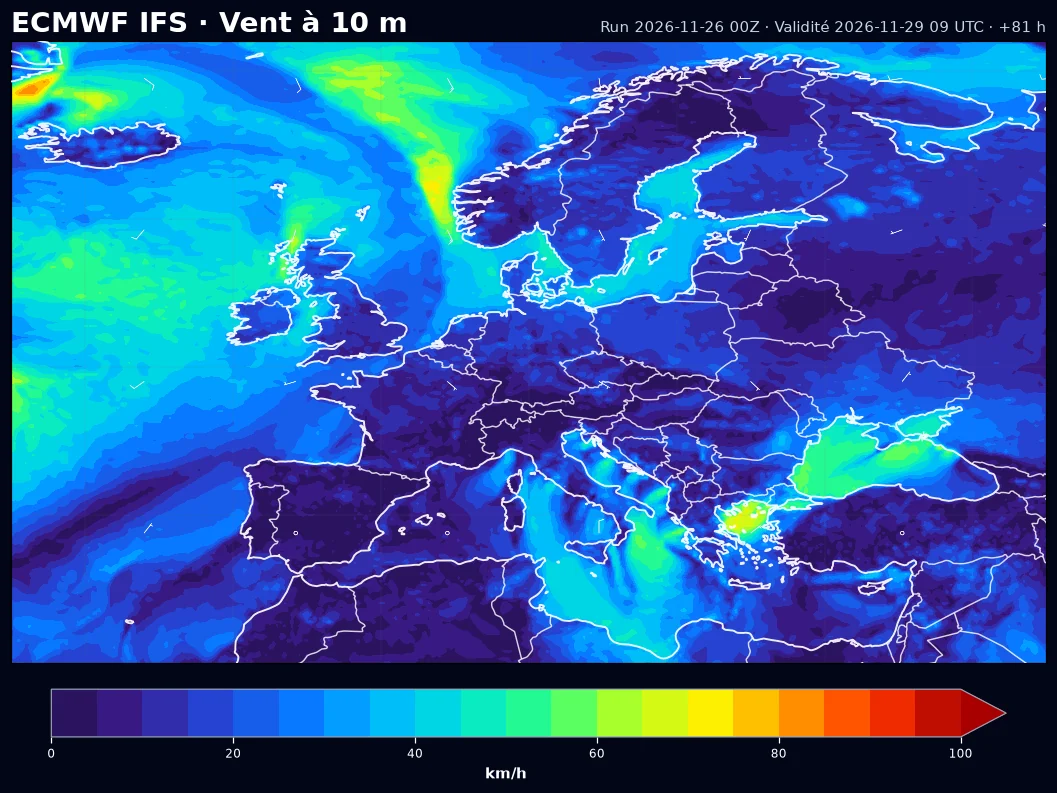 ECMWF IFS · Vent à 10 m
Run 2026-11-26 00Z · Validité 2026-11-29 09 UTC · +81 h
0 20 40 60 80 100
km/h